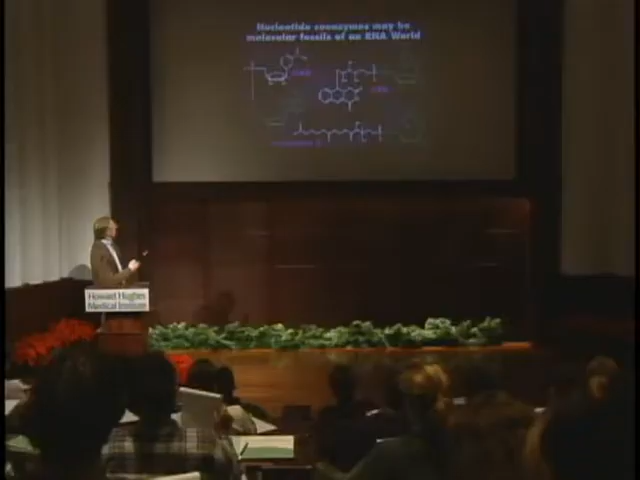 Nucleotide coenzymes may be
molecular fossils of an RNA World
Howard Hughes
Medical Institute